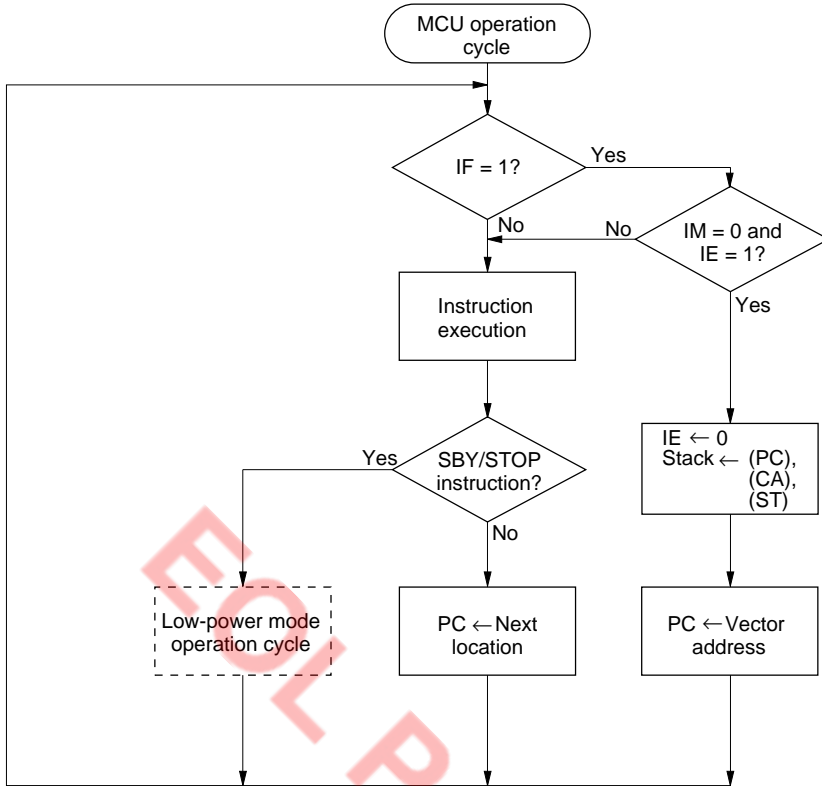 MCU operation
cycle
IF = 1?
Yes
No
No
IM = 0 and
IE = 1?
Yes
Instruction
execution
IE ← 0
Stack ← (PC),
(CA),
(ST)
Yes
SBY/STOP
instruction?
No
Low-power mode
operation cycle
PC ← Next
location
PC ← Vector
address
EOL P